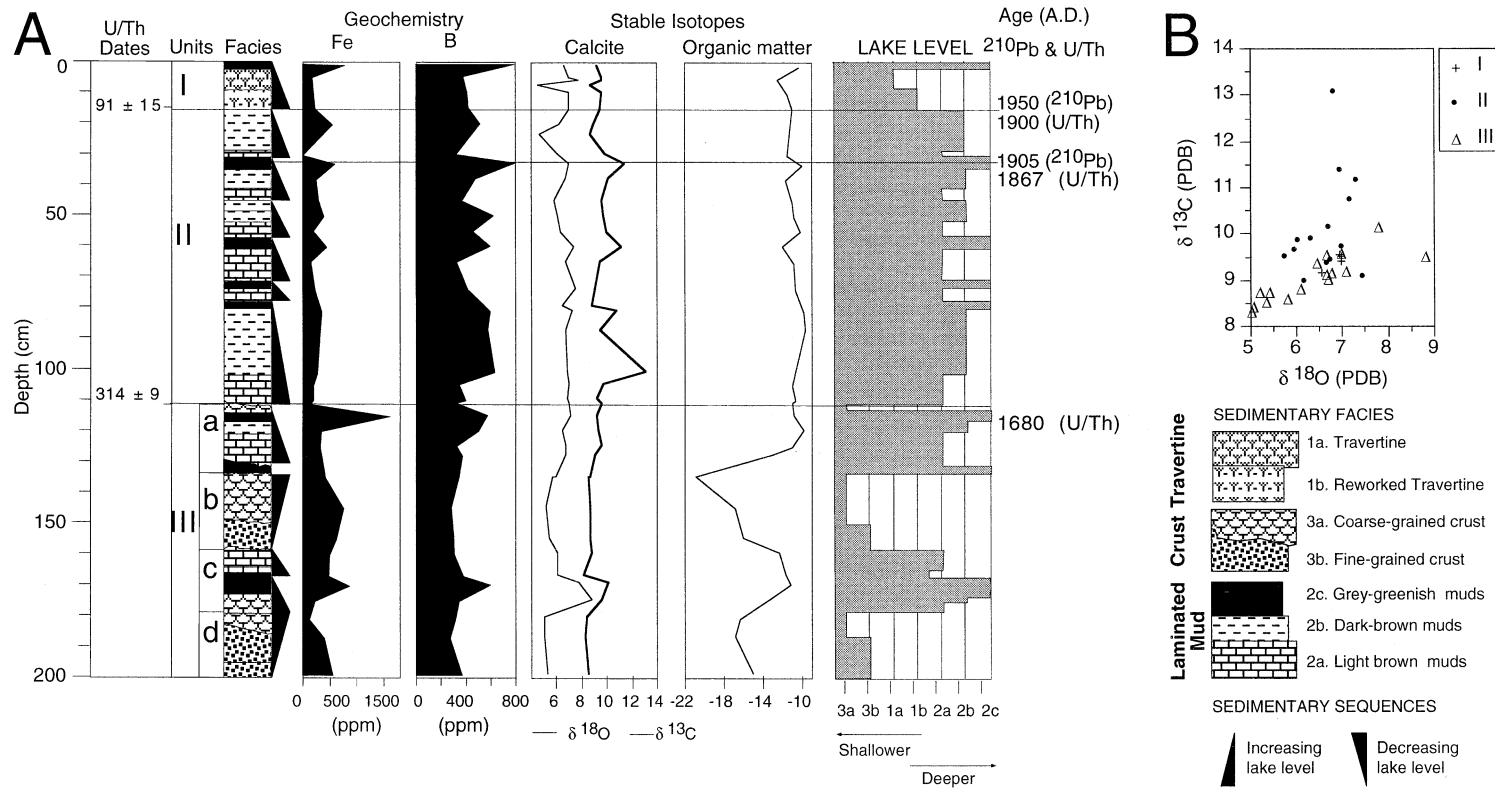 A
U/Th
Dates
Units
Facies
Geochemistry
Fe
B
Stable Isotopes
Calcite
Organic matter
LAKE LEVEL
Age (A.D.)
210Pb & U/Th
Depth (cm)
0
50
100
150
200
91 ± 15
314 ± 9
I
II
III
a
b
c
d
1950 (210Pb)
1900 (U/Th)
1905 (210Pb)
1867 (U/Th)
1680 (U/Th)
0 500 1500
(ppm)
0 400 800
(ppm)
6 8 10 12 14
δ 18O
δ 13C
-22 -18 -14 -10
3a 3b 1a 1b 2a 2b 2c
Shallower
Deeper
B
δ 13C (PDB)
14
13
12
11
10
9
8
5 6 7 8 9
δ 18O (PDB)
I
II
III
SEDIMENTARY FACIES
Travertine
1a. Travertine
1b. Reworked Travertine
Crust
3a. Coarse-grained crust
3b. Fine-grained crust
Laminated
Mud
2c. Grey-greenish muds
2b. Dark-brown muds
2a. Light brown muds
SEDIMENTARY SEQUENCES
Increasing
lake level
Decreasing
lake level